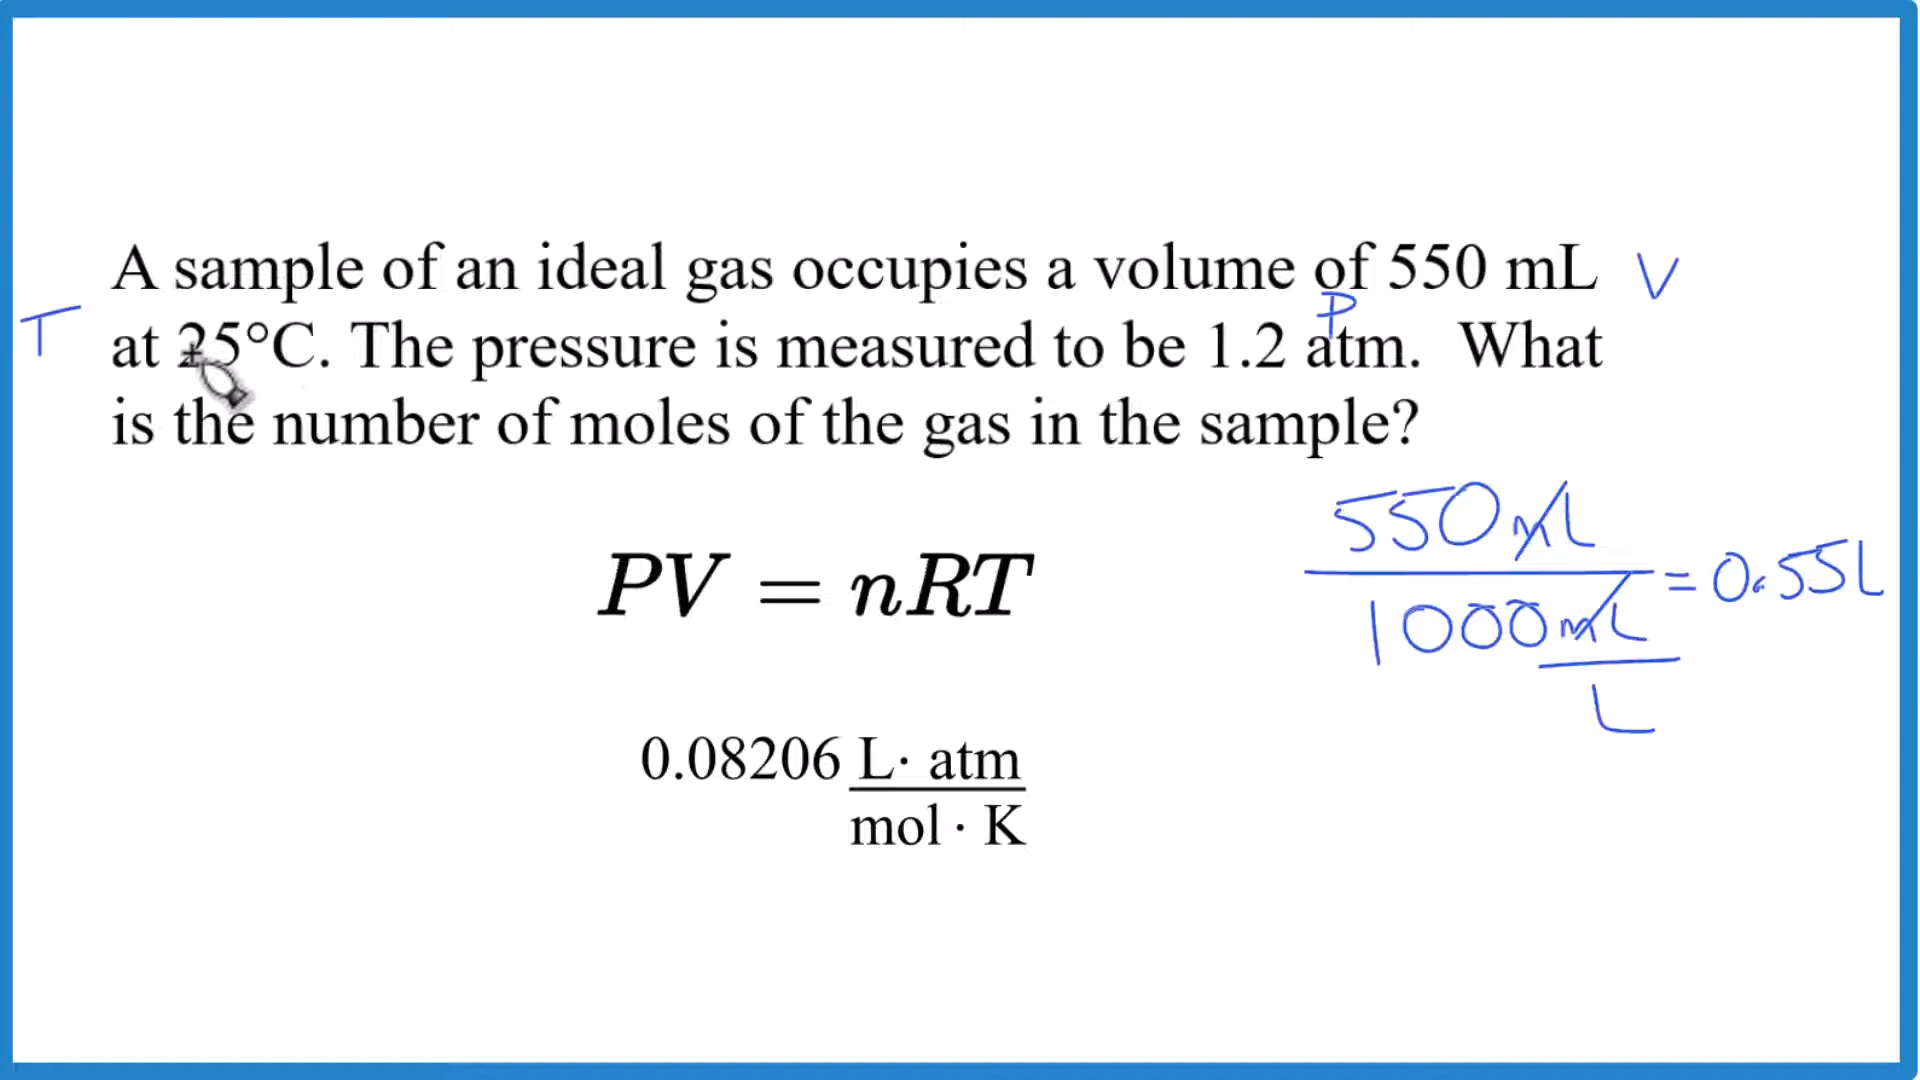 A sample of an ideal gas occupies a volume of 550 mL V
T at 25°C. The pressure is measured to be 1.2 atm. What
P
is the number of moles of the gas in the sample?
PV = nRT
550 mL
1000 mL
L
= 0.55L
0.08206 L· atm
mol · K